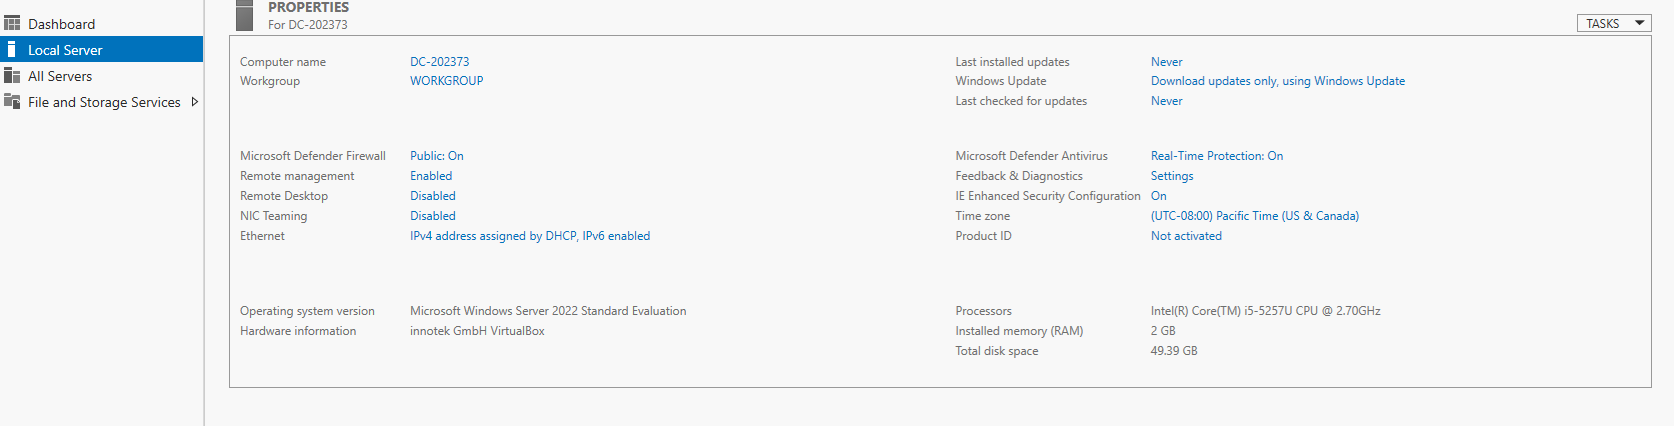 PROPERTIES
For DC-202373
TASKS
Dashboard
Local Server
All Servers
File and Storage Services
Computer name DC-202373
Workgroup WORKGROUP
Last installed updates Never
Windows Update Download updates only, using Windows Update
Last checked for updates Never
Microsoft Defender Firewall Public: On
Remote management Enabled
Remote Desktop Disabled
NIC Teaming Disabled
Ethernet IPv4 address assigned by DHCP, IPv6 enabled
Microsoft Defender Antivirus Real-Time Protection: On
Feedback & Diagnostics Settings
IE Enhanced Security Configuration On
Time zone (UTC-08:00) Pacific Time (US & Canada)
Product ID Not activated
Operating system version Microsoft Windows Server 2022 Standard Evaluation
Hardware information innotek GmbH VirtualBox
Processors Intel(R) Core(TM) i5-5257U CPU @ 2.70GHz
Installed memory (RAM) 2 GB
Total disk space 49.39 GB